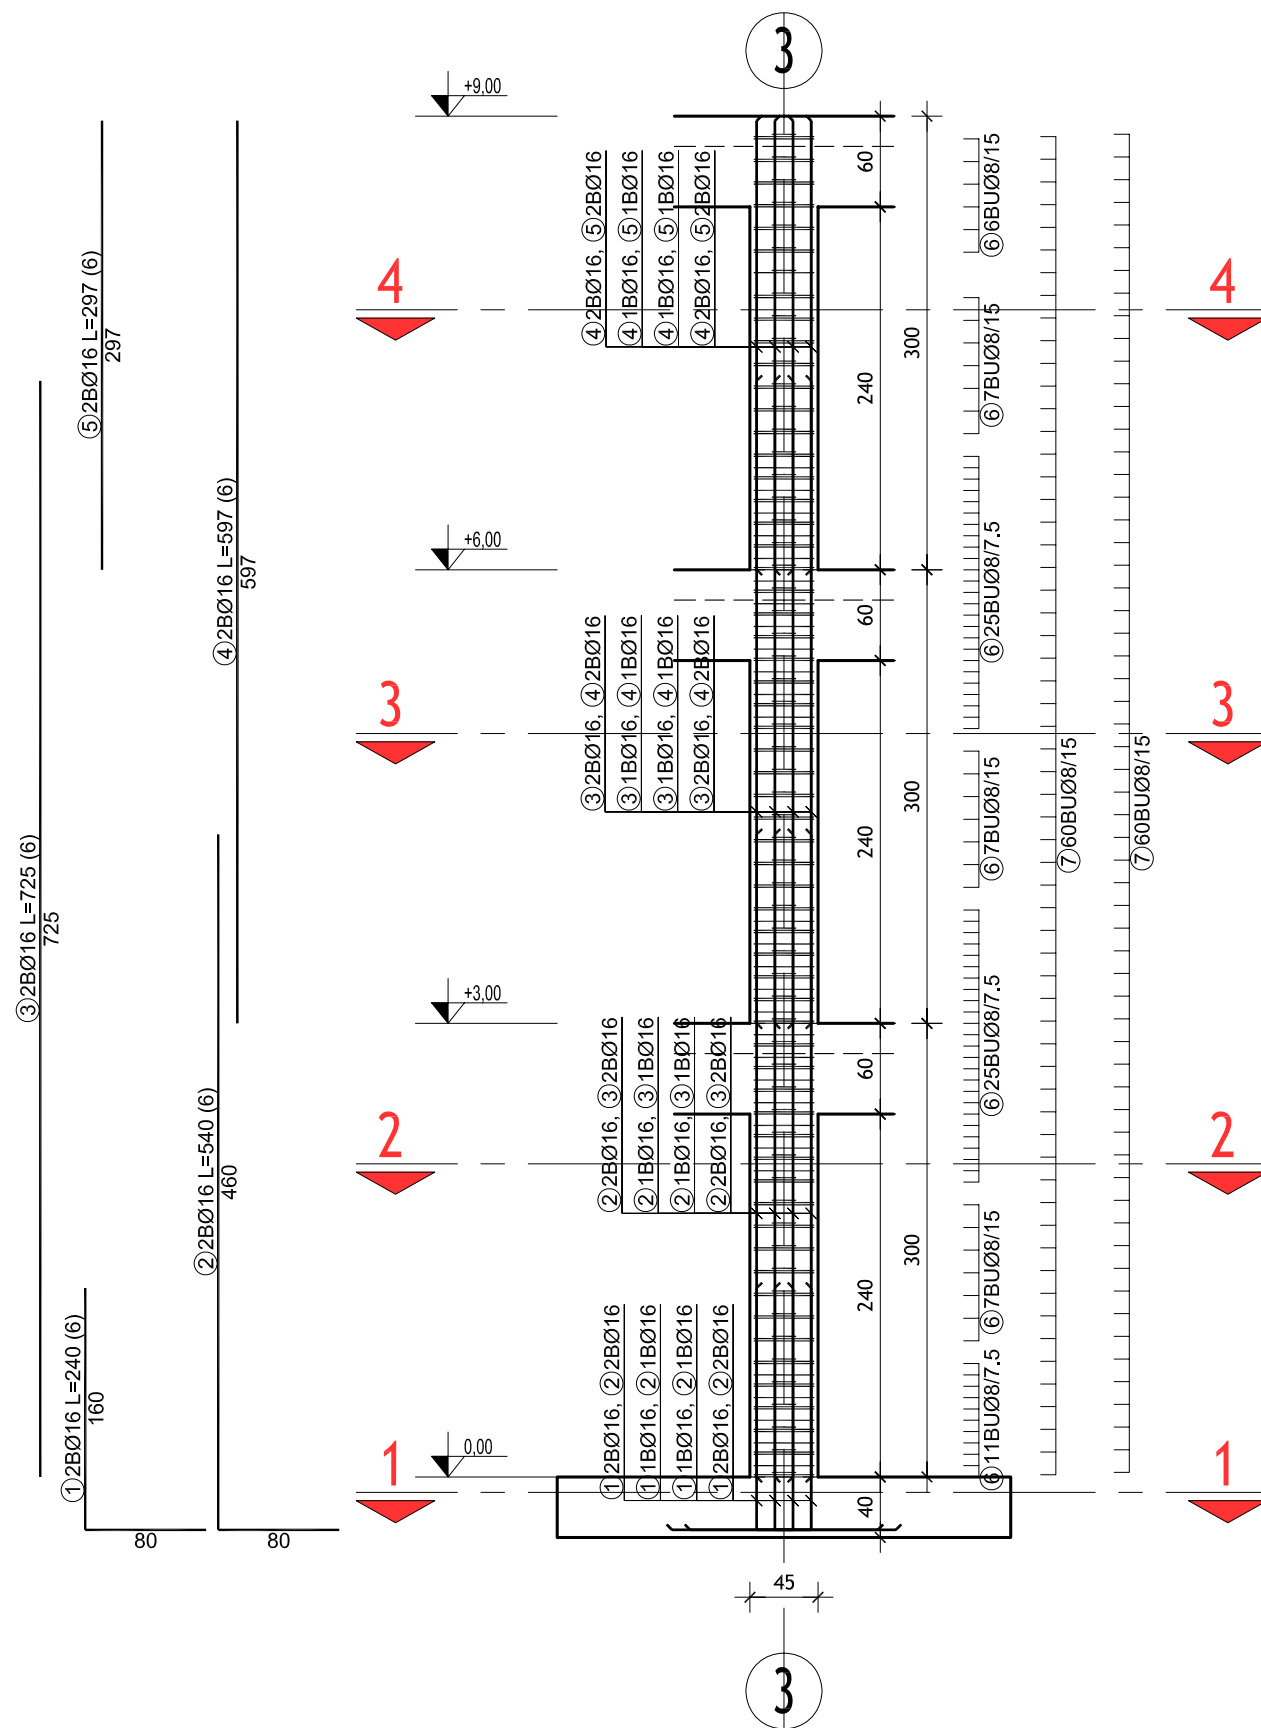 3
+9,00
60
④2BØ16, ⑤2BØ16
④1BØ16, ⑤1BØ16
④1BØ16, ⑤1BØ16
④2BØ16, ⑤2BØ16
⑥6BUØ8/15
⑤2BØ16 L=297 (6)
297
4
4
300
240
⑥7BUØ8/15
④2BØ16 L=597 (6)
597
+6,00
60
⑥25BUØ8/7.5
③2BØ16, ④2BØ16
③1BØ16, ④1BØ16
③1BØ16, ④1BØ16
③2BØ16, ④2BØ16
3
3
300
240
⑥7BUØ8/15
⑦60BUØ8/15
⑦60BUØ8/15
③2BØ16 L=725 (6)
725
+3,00
60
⑥25BUØ8/7.5
②2BØ16, ③2BØ16
②1BØ16, ③1BØ16
②1BØ16, ③1BØ16
②2BØ16, ③2BØ16
2
2
②2BØ16 L=540 (6)
460
300
240
⑥7BUØ8/15
①2BØ16 L=240 (6)
160
①2BØ16, ②2BØ16
①1BØ16, ②1BØ16
①1BØ16, ②1BØ16
①2BØ16, ②2BØ16
⑥11BUØ8/7.5
0,00
1
1
40
80
80
45
3